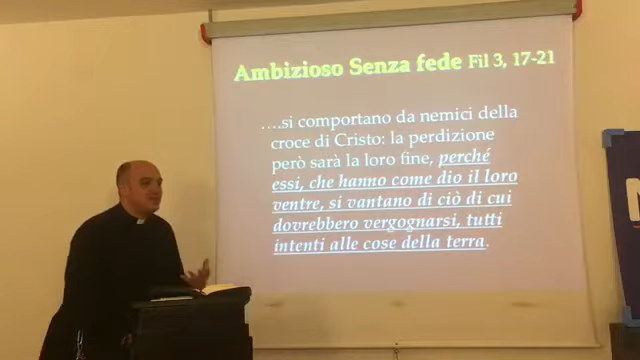 Ambizioso Senza fede Fil 3, 17-21
….si comportano da nemici della
croce di Cristo: la perdizione
però sarà la loro fine, perché
essi, che hanno come dio il loro
ventre, si vantano di ciò di cui
dovrebbero vergognarsi, tutti
intenti alle cose della terra.